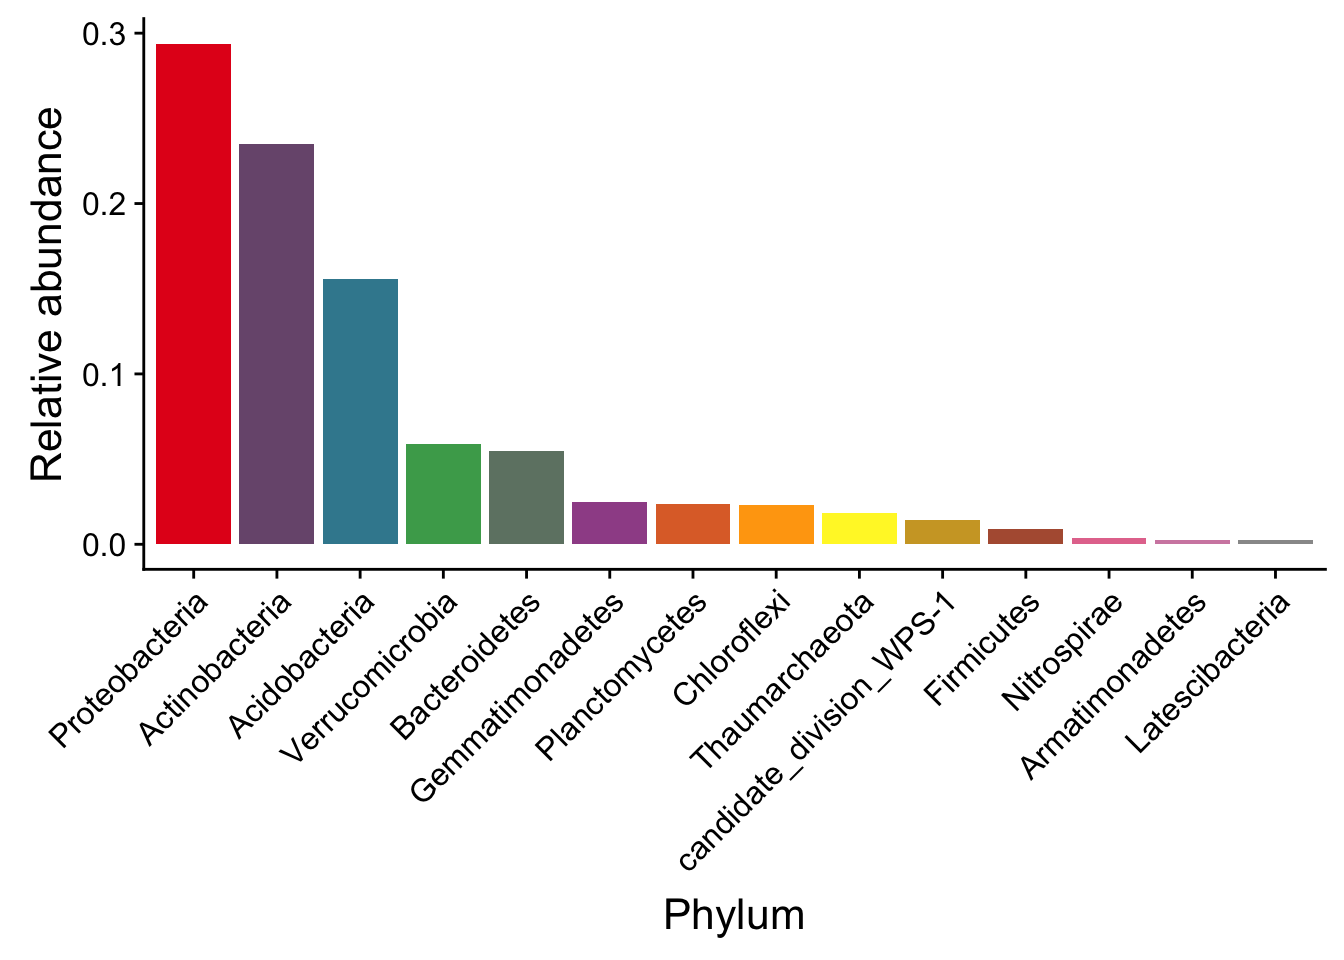 Relative abundance
0.3
0.2
0.1
0.0
Proteobacteria
Actinobacteria
Acidobacteria
Verrucomicrobia
Bacteroidetes
Gemmatimonadetes
Planctomycetes
Chloroflexi
Thaumarchaeota
candidate_division_WPS-1
Firmicutes
Nitrospirae
Armatimonadetes
Latescibacteria
Phylum